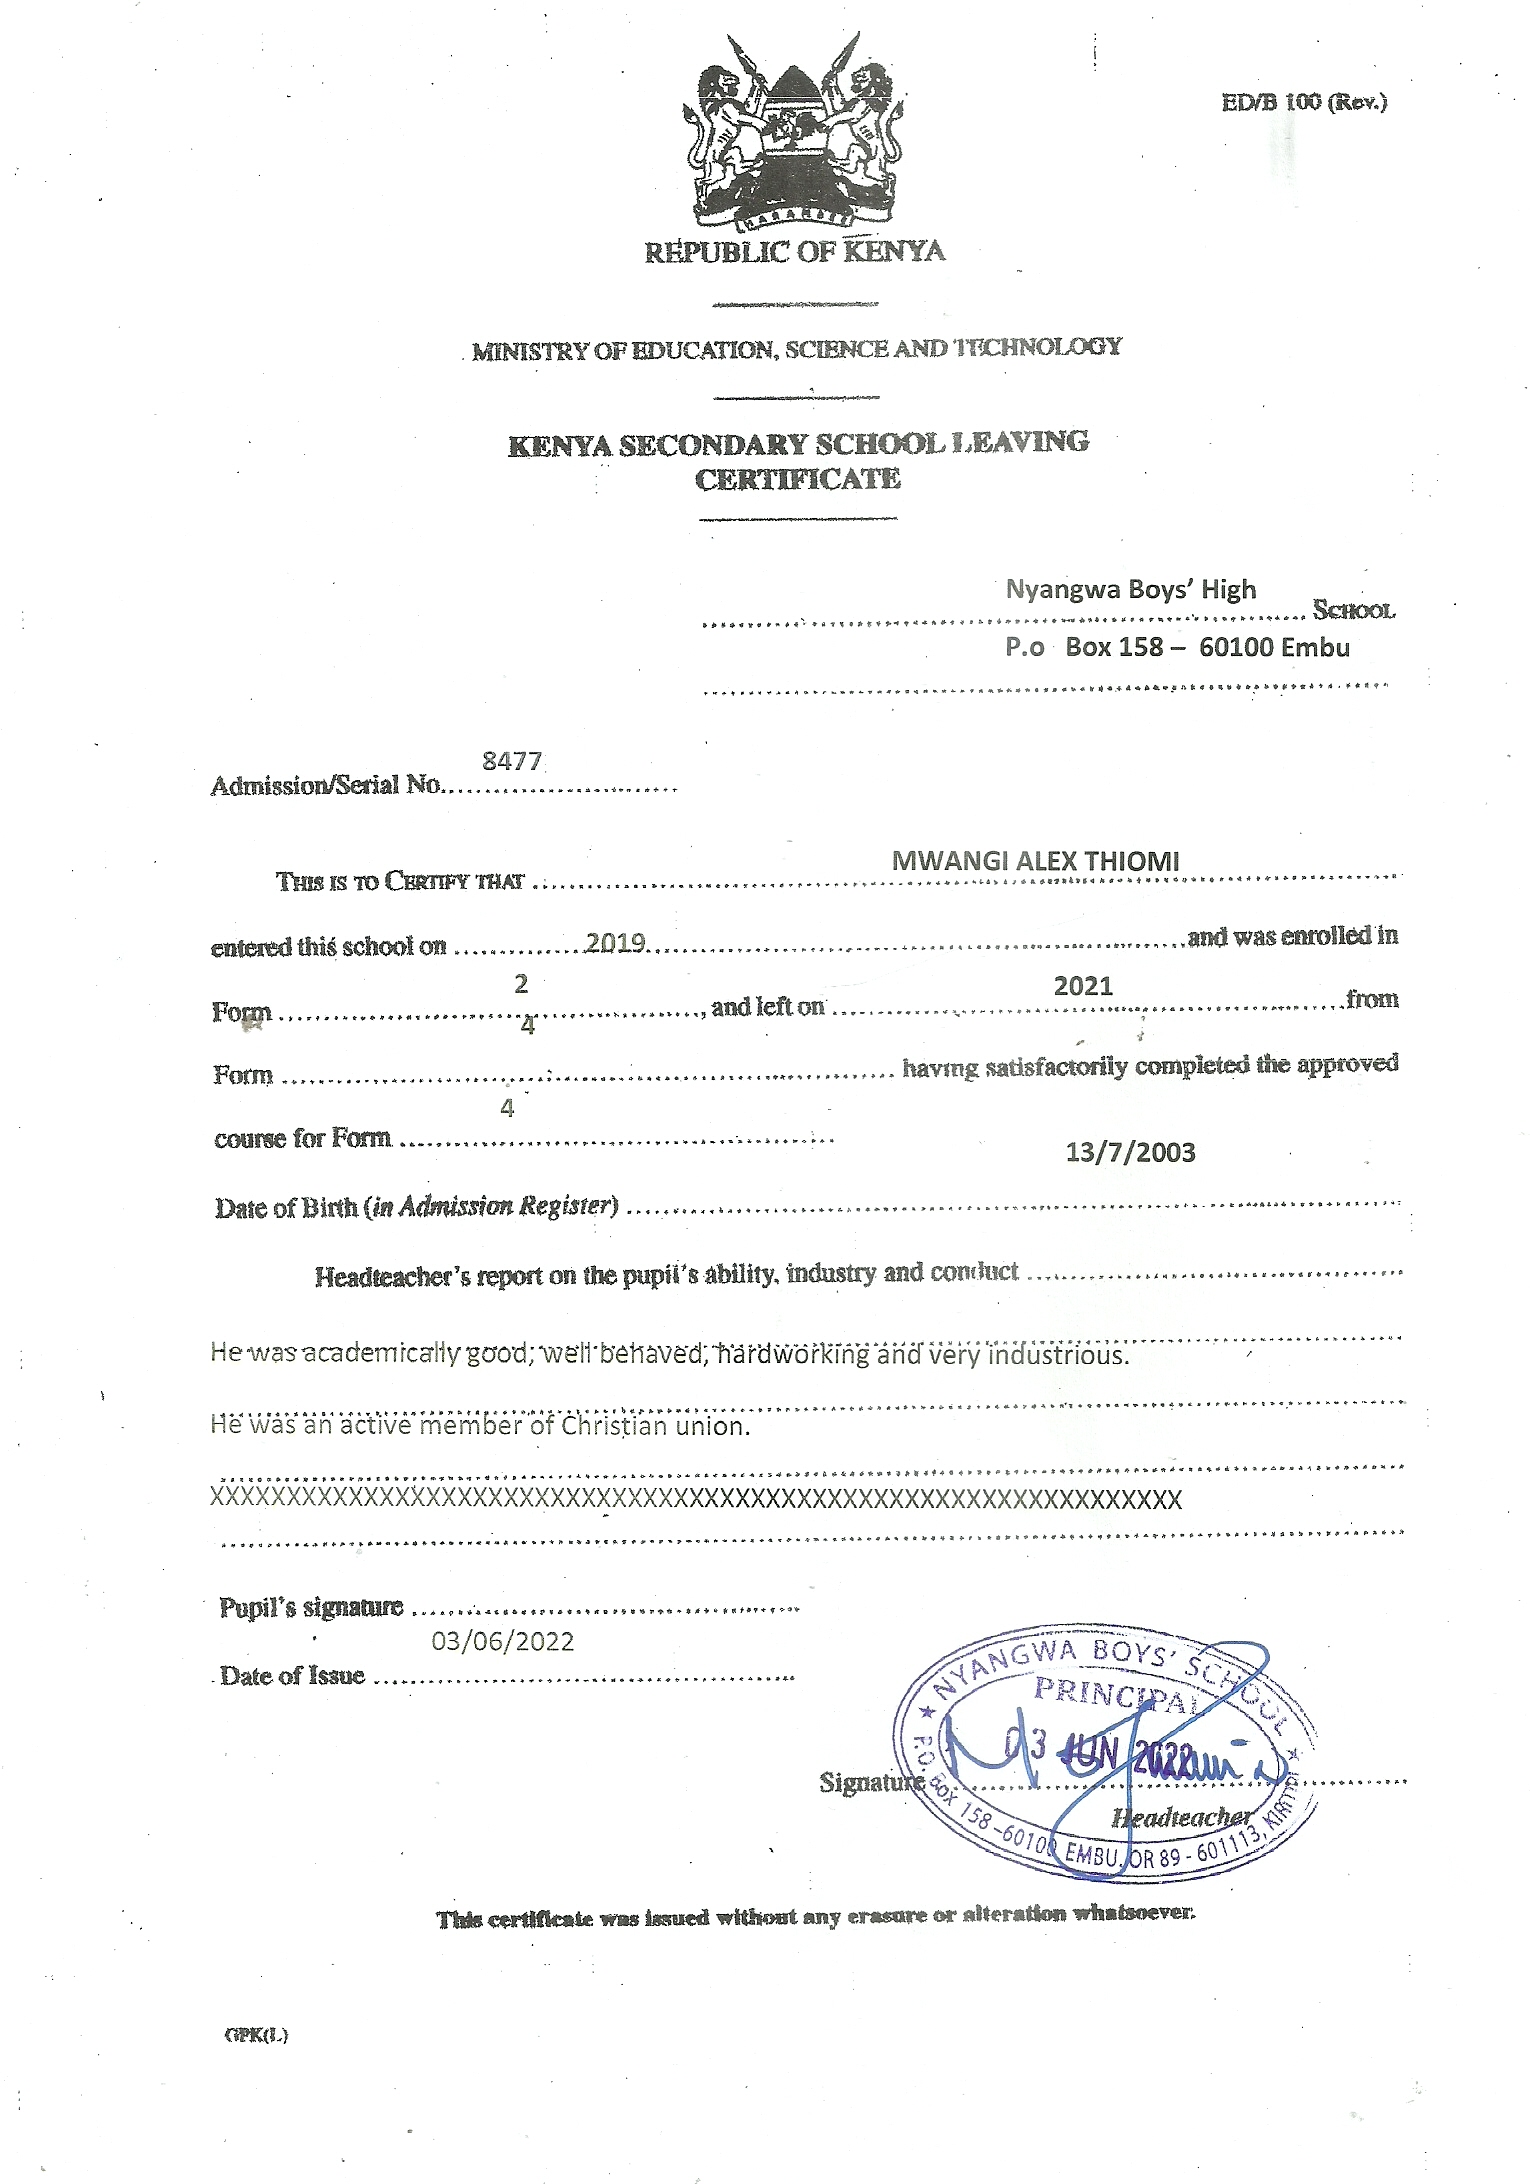 ED/B 100 (Rev.)
HARAMBEE
REPUBLIC OF KENYA
MINISTRY OF EDUCATION, SCIENCE AND TECHNOLOGY
KENYA SECONDARY SCHOOL LEAVING
CERTIFICATE
Nyangwa Boys' High
SCHOOL
P.o Box 158 – 60100 Embu
8477
Admission/Serial No.
MWANGI ALEX THIOMI
THIS IS TO CERTIFY THAT
entered this school on 2019 and was enrolled in
2 2021
Form , and left on from
4
Form having satisfactorily completed the approved
4
course for Form
13/7/2003
Date of Birth (in Admission Register)
Headteacher's report on the pupil's ability, industry and conduct
He was academically good, well behaved, hardworking and very industrious.
He was an active member of Christian union.
XXXXXXXXXXXXXXXXXXXXXXXXXXXXXXXXXXXXXXXXXXXXXXXXXXXXXXXXXXXXXXXX
Pupil's signature
03/06/2022
Date of Issue
NYANGWA BOYS' SCHOOL
PRINCIPAL
03 JUN 2022
Signature
Headteacher
P.O. Box 158 -60100 EMBU. OR 89 - 601113,
This certificate was issued without any erasure or alteration whatsoever.
GPK(L)